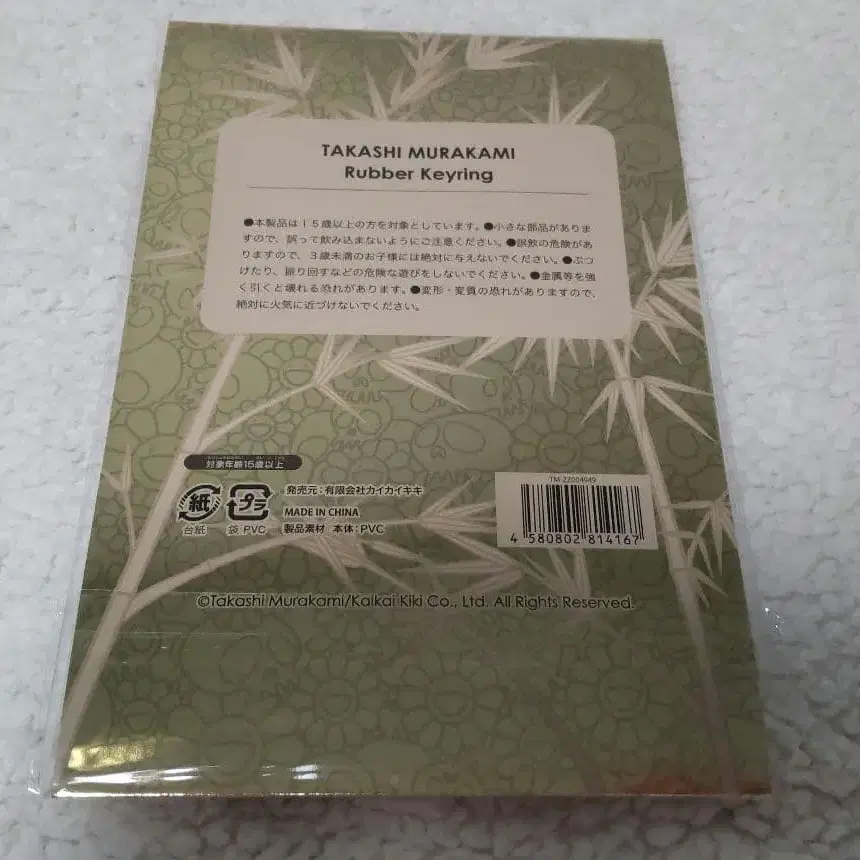 TAKASHI MURAKAMI
Rubber Keyring
●本製品は15歳以上の方を対象としています。●小さな部品がありま
すので、誤って飲み込まないようにご注意ください。●誤飲の危険があ
りますので、3歳未満のお子様には絶対に与えないでください。●ぶつ
けたり、振り回すなどの危険な遊びをしないでください。●金属等を強
く引くと壊れる恐れがあります。●変形・変質の恐れがありますので、
絶対に火気に近づけないでください。
対象年齢15歳以上
紙
台紙
プラ
袋 PVC
発売元:有限会社カイカイキキ
MADE IN CHINA
製品素材 本体:PVC
TM-ZZ004949
4 580802 814167
©Takashi Murakami/Kaikai Kiki Co., Ltd. All Rights Reserved.